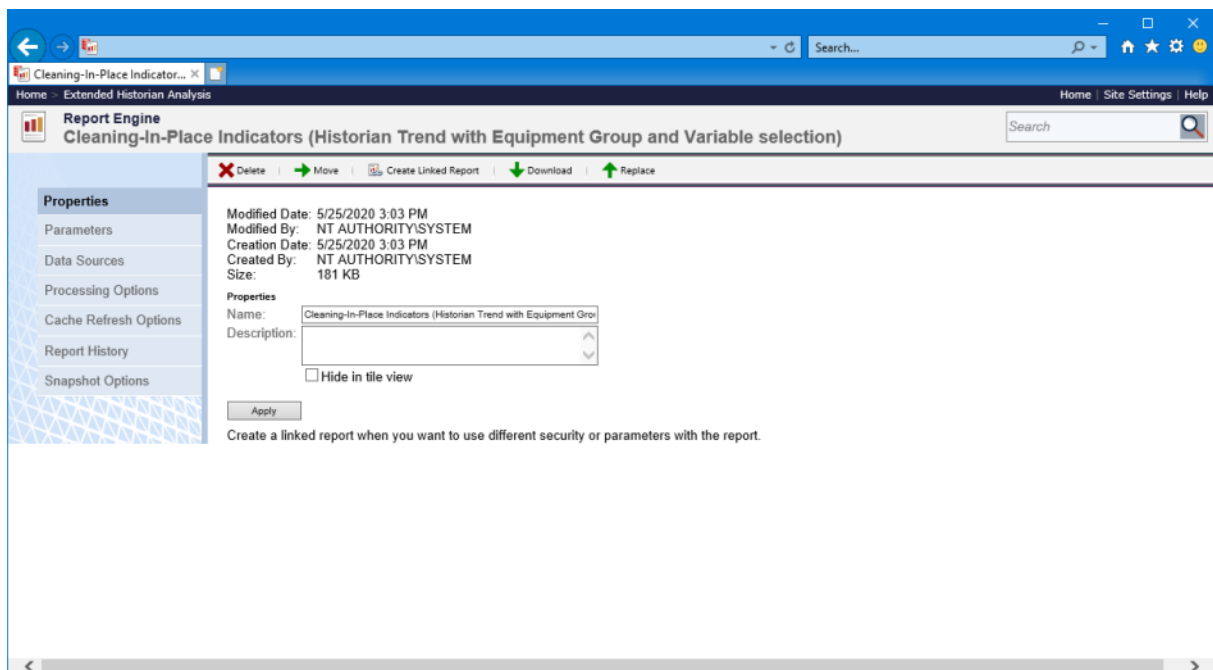 Search...
Cleaning-In-Place Indicator...
Home > Extended Historian Analysis
Home | Site Settings | Help
Report Engine
Cleaning-In-Place Indicators (Historian Trend with Equipment Group and Variable selection)
Search
Delete | Move | Create Linked Report | Download | Replace
Properties
Parameters
Data Sources
Processing Options
Cache Refresh Options
Report History
Snapshot Options
Modified Date: 5/25/2020 3:03 PM
Modified By: NT AUTHORITY\SYSTEM
Creation Date: 5/25/2020 3:03 PM
Created By: NT AUTHORITY\SYSTEM
Size: 181 KB
Properties
Name: Cleaning-In-Place Indicators (Historian Trend with Equipment Grou
Description:
Hide in tile view
Apply
Create a linked report when you want to use different security or parameters with the report.